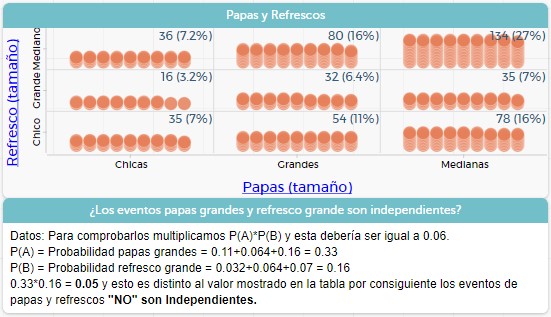 Papas y Refrescos
Refresco (tamaño)
Mediano
36 (7.2%)
80 (16%)
134 (27%)
Grande
16 (3.2%)
32 (6.4%)
35 (7%)
Chico
35 (7%)
54 (11%)
78 (16%)
Chicas
Grandes
Medianas
Papas (tamaño)
¿Los eventos papas grandes y refresco grande son independientes?
Datos: Para comprobarlos multiplicamos P(A)*P(B) y esta debería ser igual a 0.06.
P(A) = Probabilidad papas grandes = 0.11+0.064+0.16 = 0.33
P(B) = Probabilidad refresco grande = 0.032+0.064+0.07 = 0.16
0.33*0.16 = 0.05 y esto es distinto al valor mostrado en la tabla por consiguiente los eventos de
papas y refrescos "NO" son Independientes.